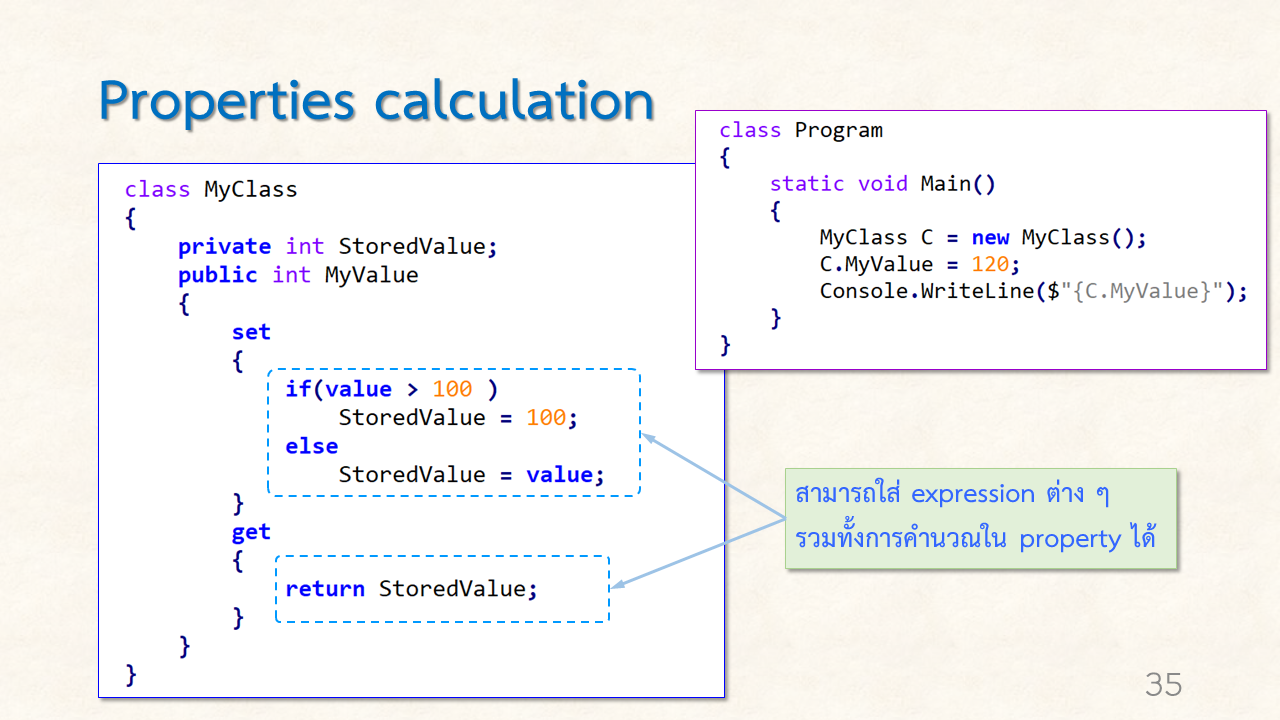 Properties calculation
class MyClass
{
    private int StoredValue;
    public int MyValue
    {
        set
        {
            if(value > 100 )
                StoredValue = 100;
            else
                StoredValue = value;
        }
        get
        {
            return StoredValue;
        }
    }
}
class Program
{
    static void Main()
    {
        MyClass C = new MyClass();
        C.MyValue = 120;
        Console.WriteLine($"{C.MyValue}");
    }
}
สามารถใส่ expression ต่าง ๆ
รวมทั้งการคำนวณใน property ได้
35